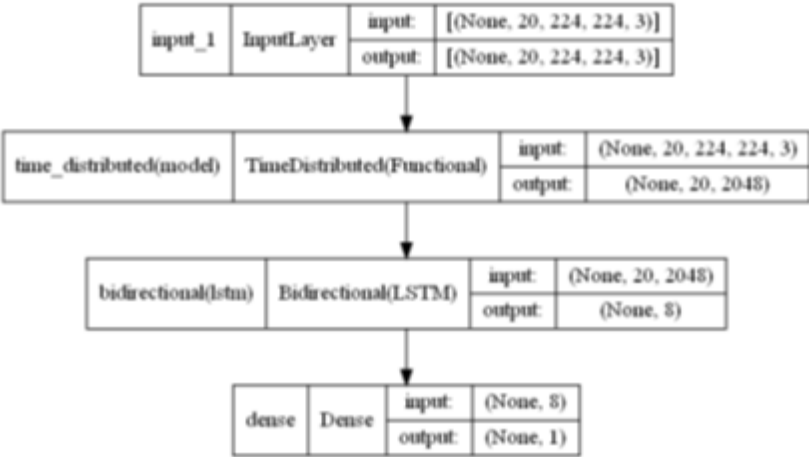 input_1 InputLayer input: [(None, 20, 224, 224, 3)]
output: [(None, 20, 224, 224, 3)]
time_distributed(model) TimeDistributed(Functional) input: (None, 20, 224, 224, 3)
output: (None, 20, 2048)
bidirectional(lstm) Bidirectional(LSTM) input: (None, 20, 2048)
output: (None, 8)
dense Dense input: (None, 8)
output: (None, 1)